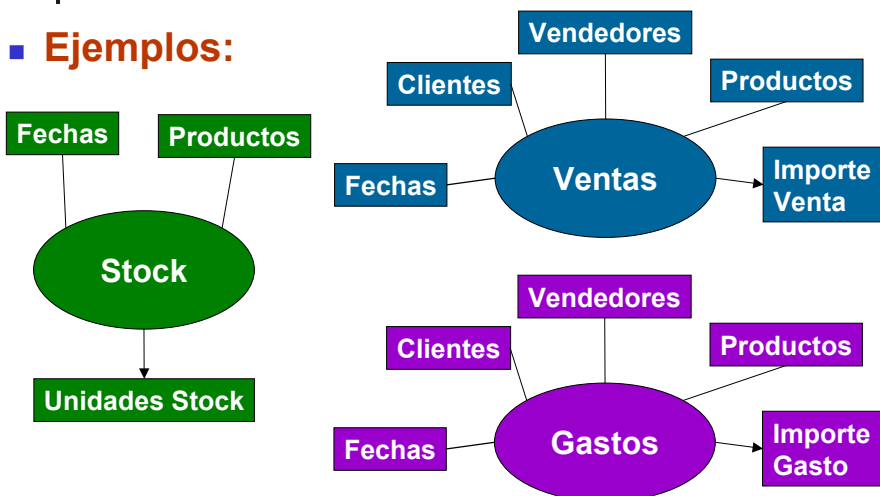 Ejemplos:
Fechas
Productos
Stock
Unidades Stock
Vendedores
Clientes
Productos
Fechas
Ventas
Importe
Venta
Vendedores
Clientes
Productos
Fechas
Gastos
Importe
Gasto